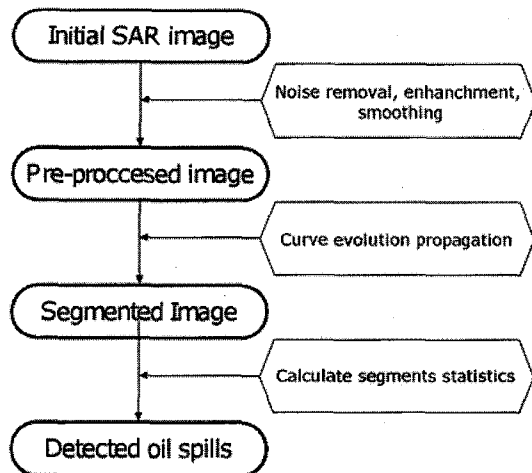 Initial SAR image
Noise removal, enhanchment,
smoothing
Pre-proccesed image
Curve evolution propagation
Segmented Image
Calculate segments statistics
Detected oil spills